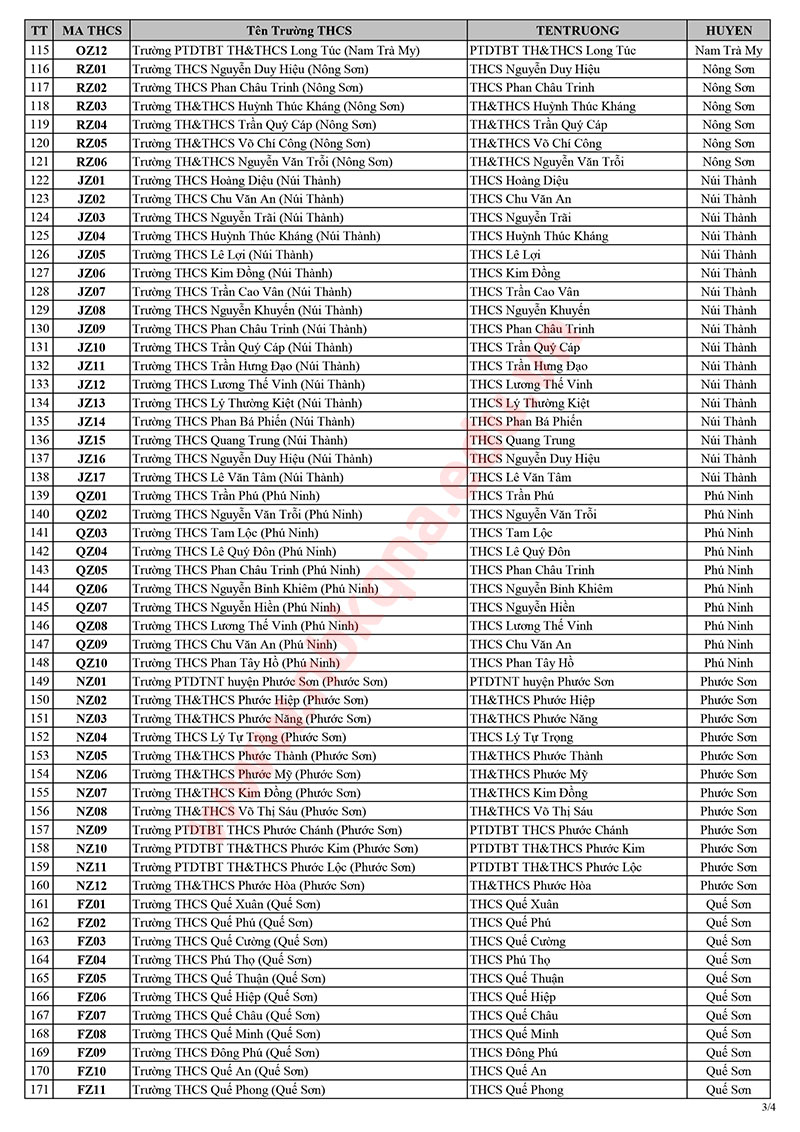 TT MA THCS Tên Trường THCS TENTRUONG HUYEN
115 OZ12 Trường PTDTBT TH&THCS Long Túc (Nam Trà My) PTDTBT TH&THCS Long Túc Nam Trà My
116 RZ01 Trường THCS Nguyễn Duy Hiệu (Nông Sơn) THCS Nguyễn Duy Hiệu Nông Sơn
117 RZ02 Trường THCS Phan Châu Trinh (Nông Sơn) THCS Phan Châu Trinh Nông Sơn
118 RZ03 Trường TH&THCS Huỳnh Thúc Kháng (Nông Sơn) TH&THCS Huỳnh Thúc Kháng Nông Sơn
119 RZ04 Trường TH&THCS Trần Quý Cáp (Nông Sơn) TH&THCS Trần Quý Cáp Nông Sơn
120 RZ05 Trường TH&THCS Võ Chí Công (Nông Sơn) TH&THCS Võ Chí Công Nông Sơn
121 RZ06 Trường TH&THCS Nguyễn Văn Trỗi (Nông Sơn) TH&THCS Nguyễn Văn Trỗi Nông Sơn
122 JZ01 Trường THCS Hoàng Diệu (Núi Thành) THCS Hoàng Diệu Núi Thành
123 JZ02 Trường THCS Chu Văn An (Núi Thành) THCS Chu Văn An Núi Thành
124 JZ03 Trường THCS Nguyễn Trãi (Núi Thành) THCS Nguyễn Trãi Núi Thành
125 JZ04 Trường THCS Huỳnh Thúc Kháng (Núi Thành) THCS Huỳnh Thúc Kháng Núi Thành
126 JZ05 Trường THCS Lê Lợi (Núi Thành) THCS Lê Lợi Núi Thành
127 JZ06 Trường THCS Kim Đồng (Núi Thành) THCS Kim Đồng Núi Thành
128 JZ07 Trường THCS Trần Cao Vân (Núi Thành) THCS Trần Cao Vân Núi Thành
129 JZ08 Trường THCS Nguyễn Khuyến (Núi Thành) THCS Nguyễn Khuyến Núi Thành
130 JZ09 Trường THCS Phan Châu Trinh (Núi Thành) THCS Phan Châu Trinh Núi Thành
131 JZ10 Trường THCS Trần Quý Cáp (Núi Thành) THCS Trần Quý Cáp Núi Thành
132 JZ11 Trường THCS Trần Hưng Đạo (Núi Thành) THCS Trần Hưng Đạo Núi Thành
133 JZ12 Trường THCS Lương Thế Vinh (Núi Thành) THCS Lương Thế Vinh Núi Thành
134 JZ13 Trường THCS Lý Thường Kiệt (Núi Thành) THCS Lý Thường Kiệt Núi Thành
135 JZ14 Trường THCS Phan Bá Phiến (Núi Thành) THCS Phan Bá Phiến Núi Thành
136 JZ15 Trường THCS Quang Trung (Núi Thành) THCS Quang Trung Núi Thành
137 JZ16 Trường THCS Nguyễn Duy Hiệu (Núi Thành) THCS Nguyễn Duy Hiệu Núi Thành
138 JZ17 Trường THCS Lê Văn Tâm (Núi Thành) THCS Lê Văn Tâm Núi Thành
139 QZ01 Trường THCS Trần Phú (Phú Ninh) THCS Trần Phú Phú Ninh
140 QZ02 Trường THCS Nguyễn Văn Trỗi (Phú Ninh) THCS Nguyễn Văn Trỗi Phú Ninh
141 QZ03 Trường THCS Tam Lộc (Phú Ninh) THCS Tam Lộc Phú Ninh
142 QZ04 Trường THCS Lê Quý Đôn (Phú Ninh) THCS Lê Quý Đôn Phú Ninh
143 QZ05 Trường THCS Phan Châu Trinh (Phú Ninh) THCS Phan Châu Trinh Phú Ninh
144 QZ06 Trường THCS Nguyễn Bỉnh Khiêm (Phú Ninh) THCS Nguyễn Bỉnh Khiêm Phú Ninh
145 QZ07 Trường THCS Nguyễn Hiền (Phú Ninh) THCS Nguyễn Hiền Phú Ninh
146 QZ08 Trường THCS Lương Thế Vinh (Phú Ninh) THCS Lương Thế Vinh Phú Ninh
147 QZ09 Trường THCS Chu Văn An (Phú Ninh) THCS Chu Văn An Phú Ninh
148 QZ10 Trường THCS Phan Tây Hồ (Phú Ninh) THCS Phan Tây Hồ Phú Ninh
149 NZ01 Trường PTDTNT huyện Phước Sơn (Phước Sơn) PTDTNT huyện Phước Sơn Phước Sơn
150 NZ02 Trường TH&THCS Phước Hiệp (Phước Sơn) TH&THCS Phước Hiệp Phước Sơn
151 NZ03 Trường TH&THCS Phước Năng (Phước Sơn) TH&THCS Phước Năng Phước Sơn
152 NZ04 Trường THCS Lý Tự Trọng (Phước Sơn) THCS Lý Tự Trọng Phước Sơn
153 NZ05 Trường TH&THCS Phước Thành (Phước Sơn) TH&THCS Phước Thành Phước Sơn
154 NZ06 Trường TH&THCS Phước Mỹ (Phước Sơn) TH&THCS Phước Mỹ Phước Sơn
155 NZ07 Trường TH&THCS Kim Đồng (Phước Sơn) TH&THCS Kim Đồng Phước Sơn
156 NZ08 Trường TH&THCS Võ Thị Sáu (Phước Sơn) TH&THCS Võ Thị Sáu Phước Sơn
157 NZ09 Trường PTDTBT THCS Phước Chánh (Phước Sơn) PTDTBT THCS Phước Chánh Phước Sơn
158 NZ10 Trường PTDTBT TH&THCS Phước Kim (Phước Sơn) PTDTBT TH&THCS Phước Kim Phước Sơn
159 NZ11 Trường PTDTBT TH&THCS Phước Lộc (Phước Sơn) PTDTBT TH&THCS Phước Lộc Phước Sơn
160 NZ12 Trường TH&THCS Phước Hòa (Phước Sơn) TH&THCS Phước Hòa Phước Sơn
161 FZ01 Trường THCS Quế Xuân (Quế Sơn) THCS Quế Xuân Quế Sơn
162 FZ02 Trường THCS Quế Phú (Quế Sơn) THCS Quế Phú Quế Sơn
163 FZ03 Trường THCS Quế Cường (Quế Sơn) THCS Quế Cường Quế Sơn
164 FZ04 Trường THCS Phú Thọ (Quế Sơn) THCS Phú Thọ Quế Sơn
165 FZ05 Trường THCS Quế Thuận (Quế Sơn) THCS Quế Thuận Quế Sơn
166 FZ06 Trường THCS Quế Hiệp (Quế Sơn) THCS Quế Hiệp Quế Sơn
167 FZ07 Trường THCS Quế Châu (Quế Sơn) THCS Quế Châu Quế Sơn
168 FZ08 Trường THCS Quế Minh (Quế Sơn) THCS Quế Minh Quế Sơn
169 FZ09 Trường THCS Đông Phú (Quế Sơn) THCS Đông Phú Quế Sơn
170 FZ10 Trường THCS Quế An (Quế Sơn) THCS Quế An Quế Sơn
171 FZ11 Trường THCS Quế Phong (Quế Sơn) THCS Quế Phong Quế Sơn
www.nbkqna.edu.vn
3/4